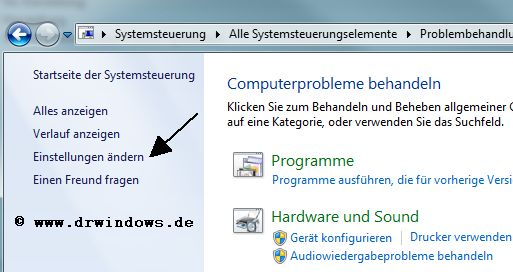 Systemsteuerung Alle Systemsteuerungselemente Problembehandlu
Startseite der Systemsteuerung
Alles anzeigen
Verlauf anzeigen
Einstellungen ändern
Einen Freund fragen
© www.drwindows.de
Computerprobleme behandeln
Klicken Sie zum Behandeln und Beheben allgemeiner C
auf eine Kategorie, oder verwenden Sie das Suchfeld.
Programme
Programme ausführen, die für vorherige Versi
Hardware und Sound
Gerät konfigurieren Drucker verwenden
Audiowiedergabeprobleme behandeln